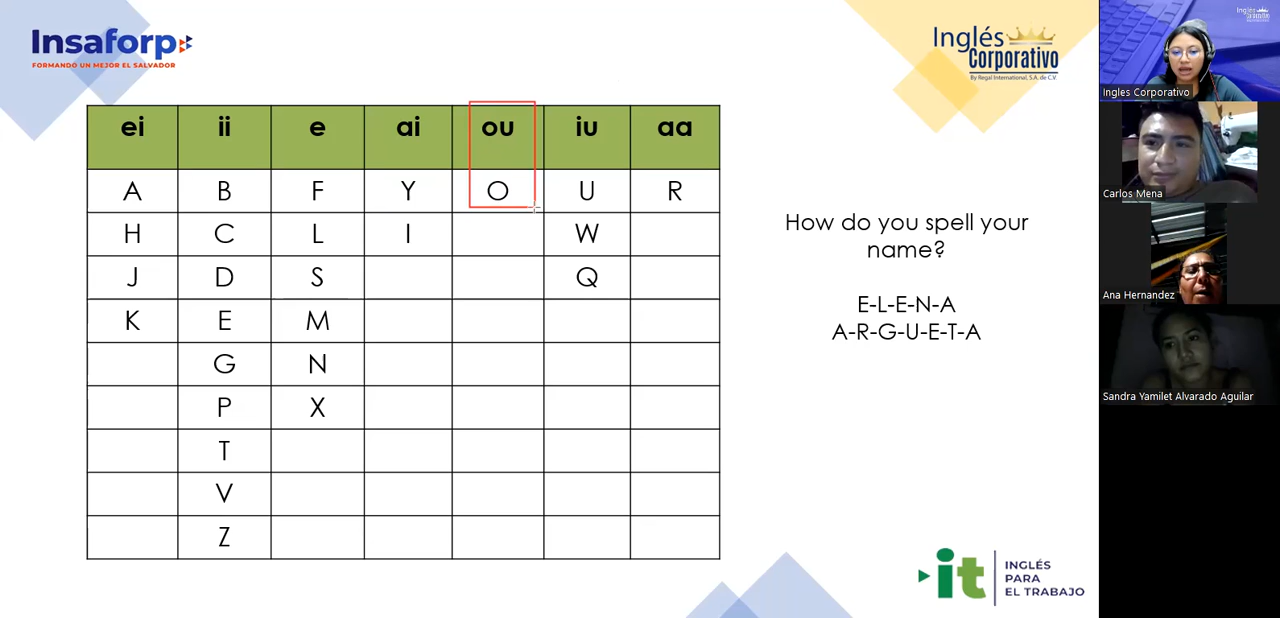 Insaforp
FORMANDO UN MEJOR EL SALVADOR
Inglés
Corporativo
By Regal International, S.A. de C.V.
ei ii e ai ou iu aa
A B F Y O U R
H C L I W
J D S Q
K E M
G N
P X
T
V
Z
How do you spell your
name?
E-L-E-N-A
A-R-G-U-E-T-A
it
INGLÉS
PARA
EL TRABAJO
Ingles Corporativo
Carlos Mena
Ana Hernandez
Sandra Yamilet Alvarado Aguilar